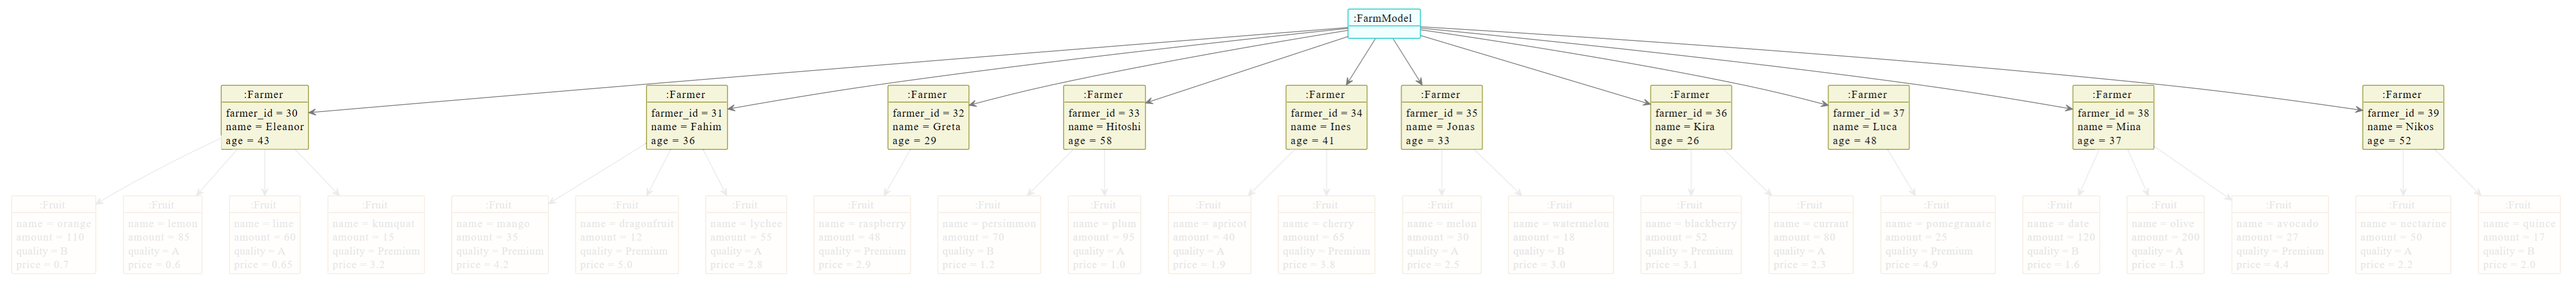 :FarmModel
:Farmer
farmer_id = 30
name = Eleanor
age = 43
:Farmer
farmer_id = 31
name = Fahim
age = 36
:Farmer
farmer_id = 32
name = Greta
age = 29
:Farmer
farmer_id = 33
name = Hitoshi
age = 58
:Farmer
farmer_id = 34
name = Ines
age = 41
:Farmer
farmer_id = 35
name = Jonas
age = 33
:Farmer
farmer_id = 36
name = Kira
age = 26
:Farmer
farmer_id = 37
name = Luca
age = 48
:Farmer
farmer_id = 38
name = Mina
age = 37
:Farmer
farmer_id = 39
name = Nikos
age = 52
:Fruit
name = orange
amount = 110
quality = B
price = 0.7
:Fruit
name = lemon
amount = 85
quality = A
price = 0.6
:Fruit
name = lime
amount = 60
quality = A
price = 0.65
:Fruit
name = kumquat
amount = 15
quality = Premium
price = 3.2
:Fruit
name = mango
amount = 35
quality = Premium
price = 4.2
:Fruit
name = dragonfruit
amount = 12
quality = Premium
price = 5.0
:Fruit
name = lychee
amount = 55
quality = A
price = 2.8
:Fruit
name = raspberry
amount = 48
quality = Premium
price = 2.9
:Fruit
name = persimmon
amount = 70
quality = B
price = 1.2
:Fruit
name = plum
amount = 95
quality = A
price = 1.0
:Fruit
name = apricot
amount = 40
quality = A
price = 1.9
:Fruit
name = cherry
amount = 65
quality = Premium
price = 3.8
:Fruit
name = melon
amount = 30
quality = A
price = 2.5
:Fruit
name = watermelon
amount = 18
quality = B
price = 3.0
:Fruit
name = blackberry
amount = 52
quality = Premium
price = 3.1
:Fruit
name = currant
amount = 80
quality = A
price = 2.3
:Fruit
name = pomegranate
amount = 25
quality = Premium
price = 4.9
:Fruit
name = date
amount = 120
quality = B
price = 1.6
:Fruit
name = olive
amount = 200
quality = A
price = 1.3
:Fruit
name = avocado
amount = 27
quality = Premium
price = 4.4
:Fruit
name = nectarine
amount = 50
quality = A
price = 2.2
:Fruit
name = quince
amount = 17
quality = B
price = 2.0